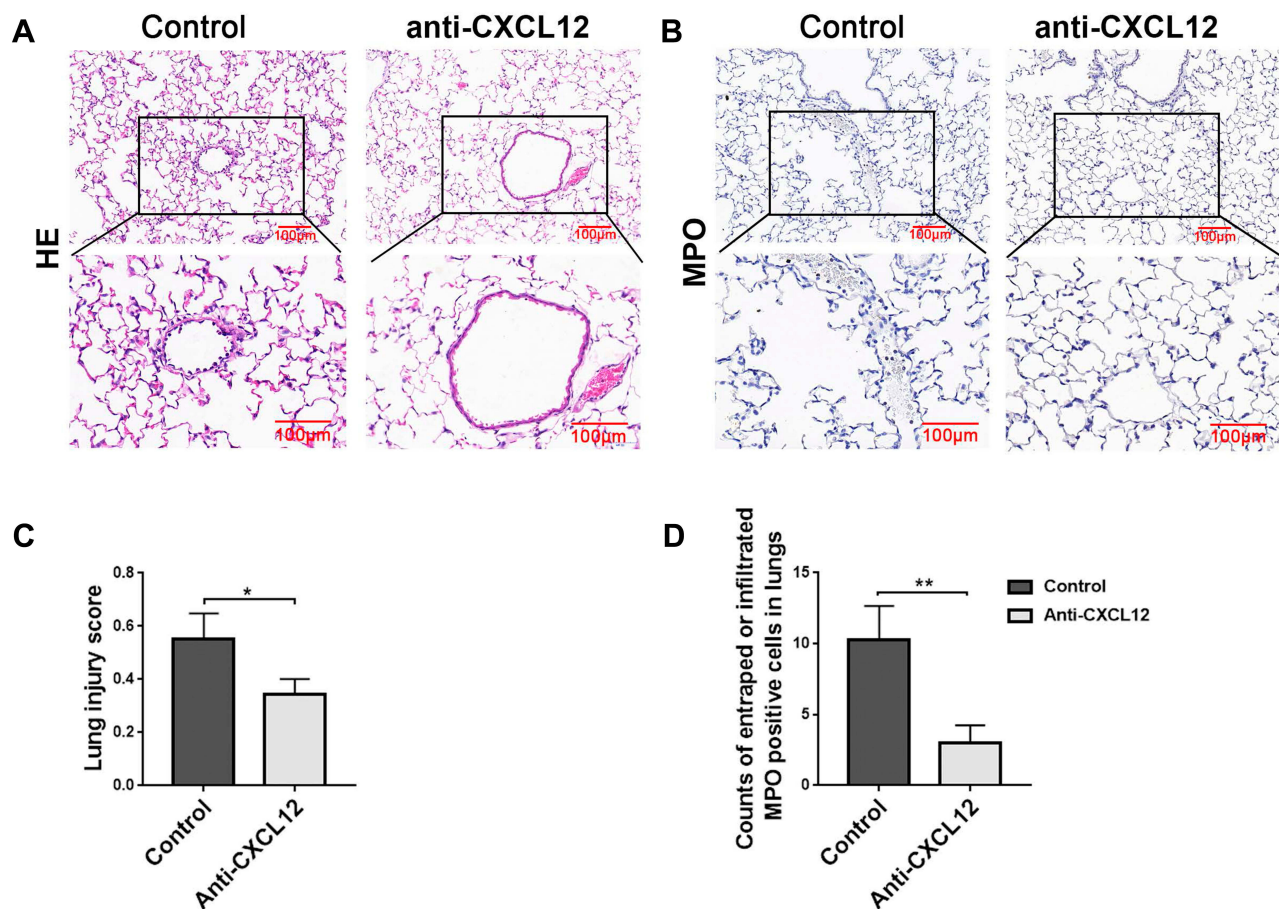 A
Control
anti-CXCL12
HE
100μm
100μm
100μm
100μm
B
Control
anti-CXCL12
MPO
100μm
100μm
100μm
100μm
C
Lung injury score
0.8
0.6
0.4
0.2
0.0
*
Control
Anti-CXCL12
D
Counts of entraped or infiltrated
MPO positive cells in lungs
15
10
5
0
**
Control
Anti-CXCL12
Control
Anti-CXCL12